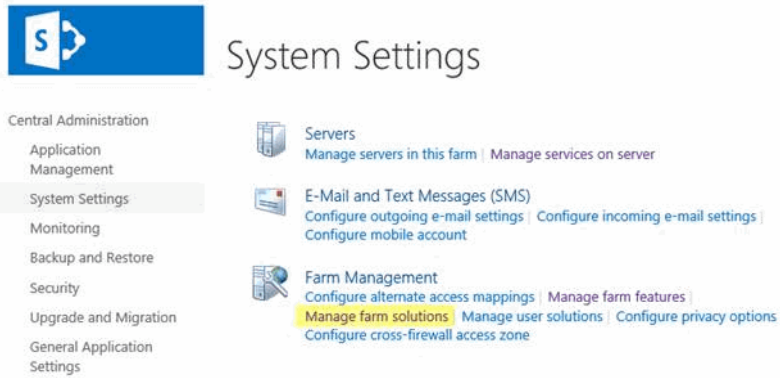 S
System Settings
Central Administration
Application
Management
System Settings
Monitoring
Backup and Restore
Security
Upgrade and Migration
General Application
Settings
Servers
Manage servers in this farm | Manage services on server
E-Mail and Text Messages (SMS)
Configure outgoing e-mail settings | Configure incoming e-mail settings |
Configure mobile account
Farm Management
Configure alternate access mappings | Manage farm features |
Manage farm solutions | Manage user solutions | Configure privacy options
Configure cross-firewall access zone